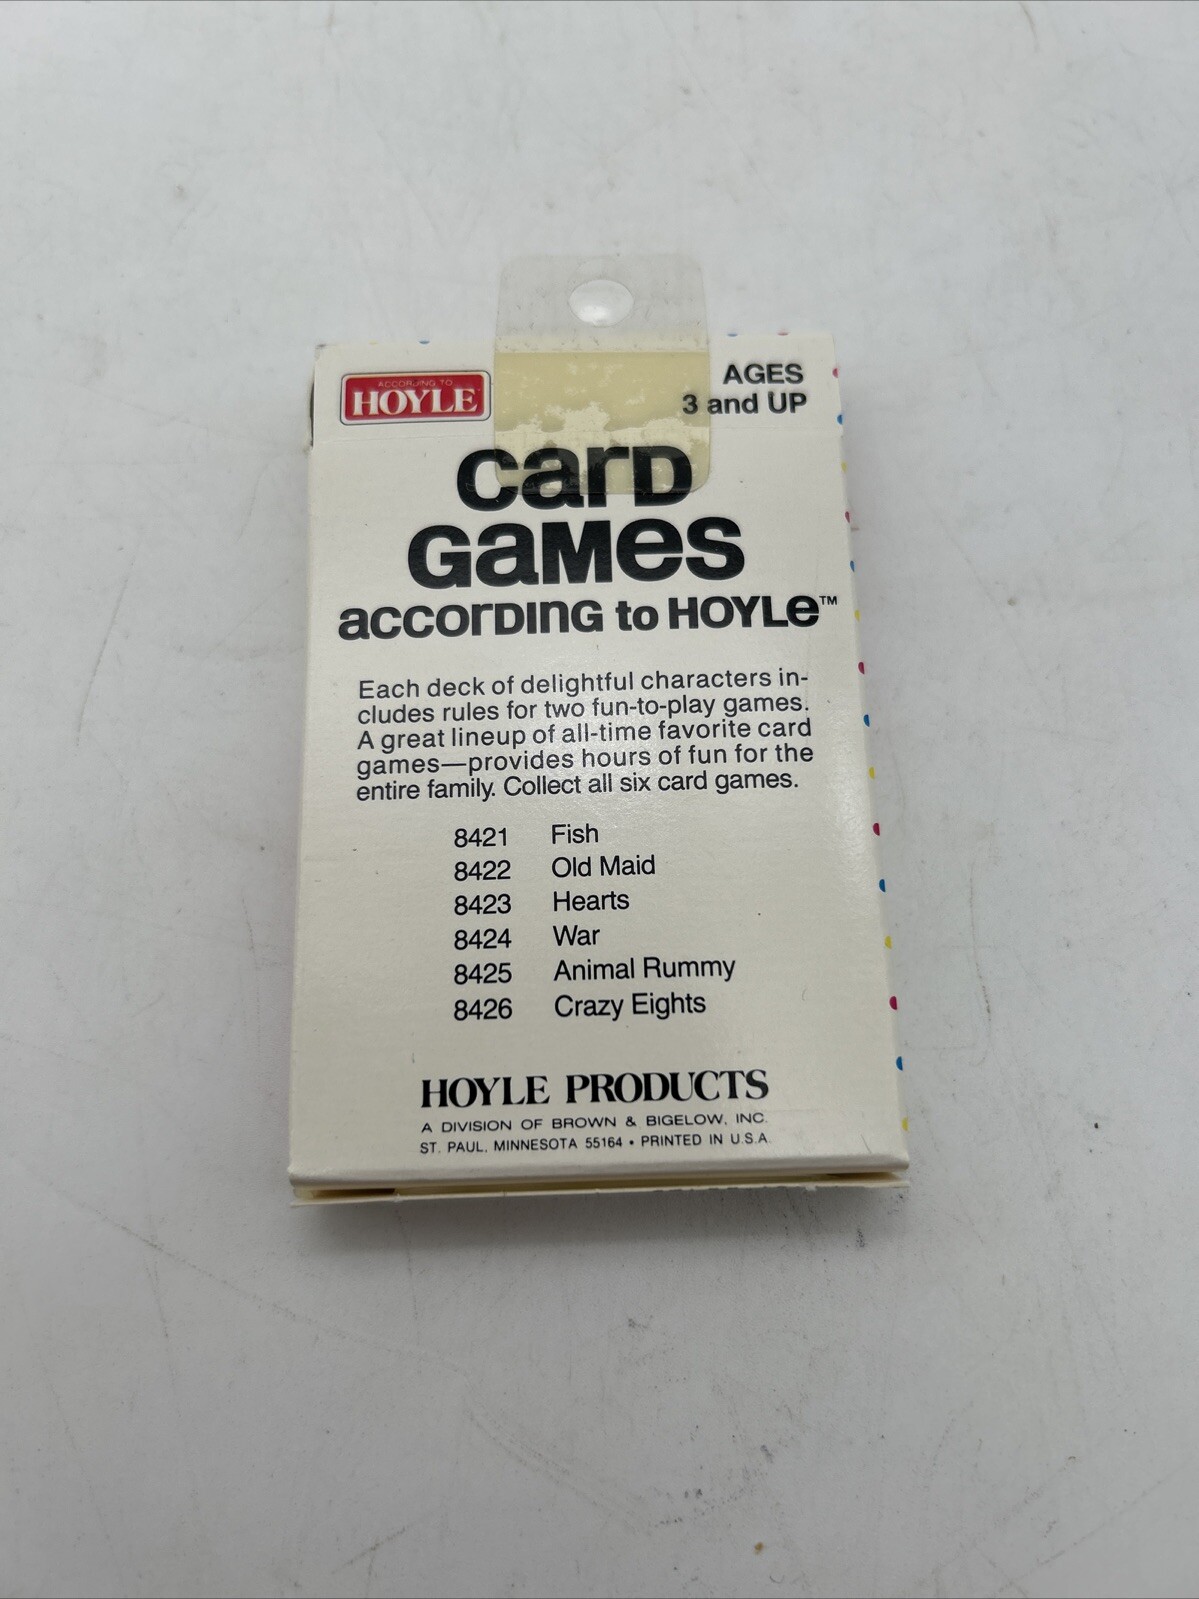 ACCORDING TO
HOYLE
AGES
3 and UP
card
Games
according to HOYLe™
Each deck of delightful characters in-
cludes rules for two fun-to-play games.
A great lineup of all-time favorite card
games—provides hours of fun for the
entire family. Collect all six card games.
8421 Fish
8422 Old Maid
8423 Hearts
8424 War
8425 Animal Rummy
8426 Crazy Eights
HOYLE PRODUCTS
A DIVISION OF BROWN & BIGELOW, INC.
ST. PAUL, MINNESOTA 55164 • PRINTED IN U.S.A.